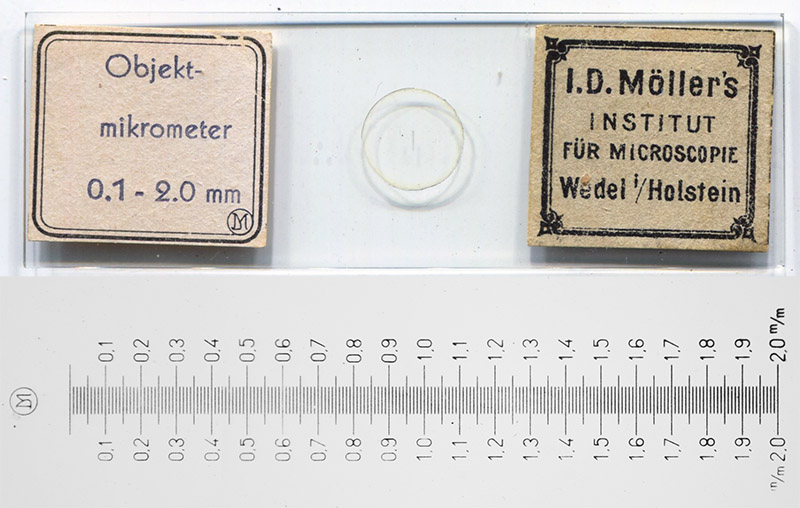 Objekt-
mikrometer
0.1 - 2.0 mm
M
I.D. Möller's
INSTITUT
FÜR MICROSCOPIE
Wedel i/Holstein
0,1 0,2 0,3 0,4 0,5 0,6 0,7 0,8 0,9 1,0 1,1 1,2 1,3 1,4 1,5 1,6 1,7 1,8 1,9 2,0 m/m
M
0.1 0.2 0.3 0.4 0.5 0.6 0.7 0.8 0.9 1.0 1.1 1.2 1.3 1.4 1.5 1.6 1.7 1.8 1.9 m/m 2.0